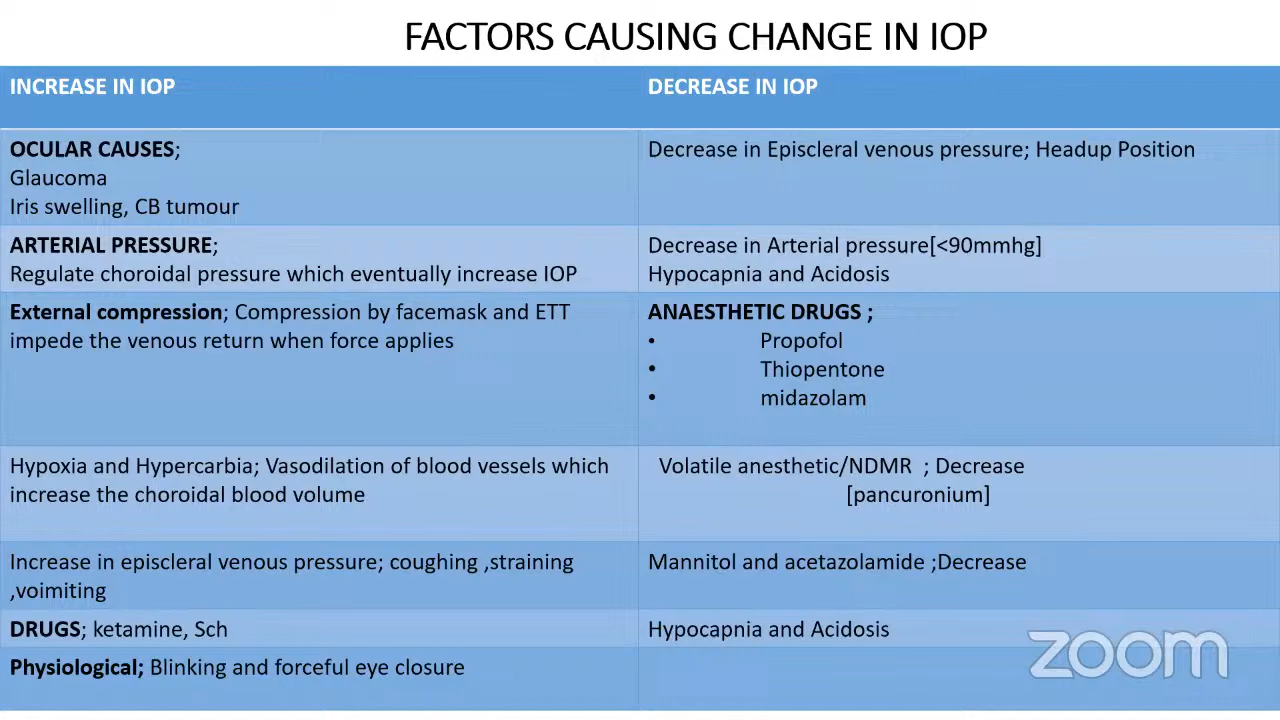 FACTORS CAUSING CHANGE IN IOP
INCREASE IN IOP
DECREASE IN IOP
OCULAR CAUSES;
Glaucoma
Iris swelling, CB tumour
Decrease in Episcleral venous pressure; Headup Position
ARTERIAL PRESSURE;
Regulate choroidal pressure which eventually increase IOP
Decrease in Arterial pressure[<90mmhg]
Hypocapnia and Acidosis
External compression; Compression by facemask and ETT
impede the venous return when force applies
ANAESTHETIC DRUGS ;
• Propofol
• Thiopentone
• midazolam
Hypoxia and Hypercarbia; Vasodilation of blood vessels which
increase the choroidal blood volume
Volatile anesthetic/NDMR ; Decrease
[pancuronium]
Increase in episcleral venous pressure; coughing ,straining
,voimiting
Mannitol and acetazolamide ;Decrease
DRUGS; ketamine, Sch
Hypocapnia and Acidosis
Physiological; Blinking and forceful eye closure
zoom